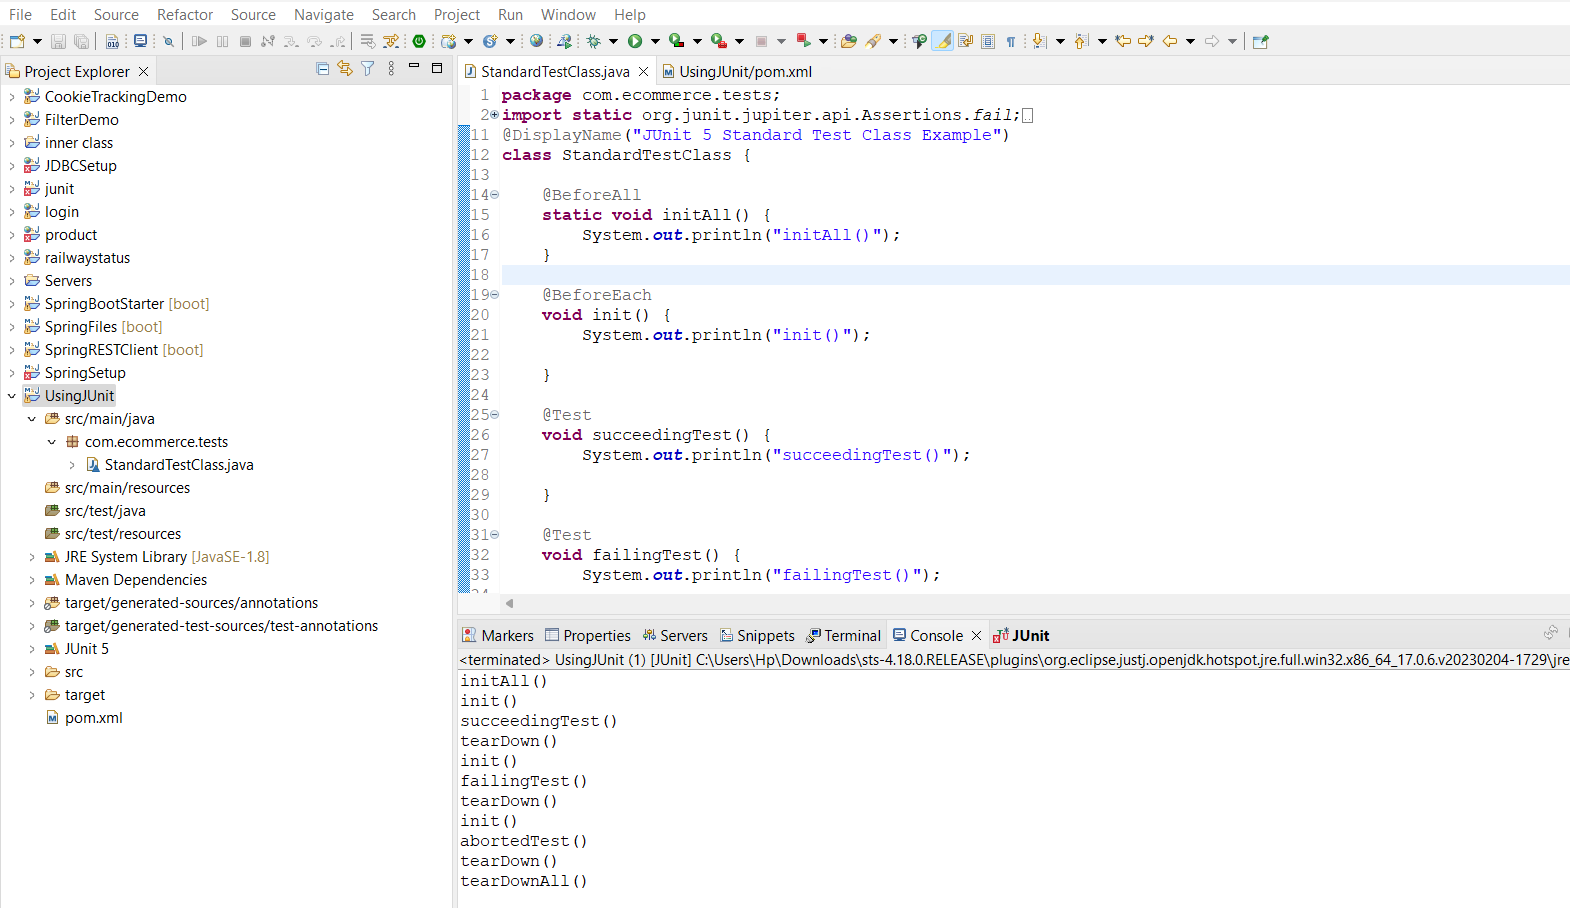 File Edit Source Refactor Source Navigate Search Project Run Window Help
Project Explorer
CookieTrackingDemo
FilterDemo
inner class
JDBCSetup
junit
login
product
railwaystatus
Servers
SpringBootStarter [boot]
SpringFiles [boot]
SpringRESTClient [boot]
SpringSetup
UsingJUnit
src/main/java
com.ecommerce.tests
StandardTestClass.java
src/main/resources
src/test/java
src/test/resources
JRE System Library [JavaSE-1.8]
Maven Dependencies
target/generated-sources/annotations
target/generated-test-sources/test-annotations
JUnit 5
src
target
pom.xml
StandardTestClass.java UsingJUnit/pom.xml
1 package com.ecommerce.tests;
2 import static org.junit.jupiter.api.Assertions.fail;
11 @DisplayName("JUnit 5 Standard Test Class Example")
12 class StandardTestClass {
13
14 @BeforeAll
15 static void initAll() {
16 System.out.println("initAll()");
17 }
18
19 @BeforeEach
20 void init() {
21 System.out.println("init()");
22
23 }
24
25 @Test
26 void succeedingTest() {
27 System.out.println("succeedingTest()");
28
29 }
30
31 @Test
32 void failingTest() {
33 System.out.println("failingTest()");
Markers Properties Servers Snippets Terminal Console JUnit
<terminated> UsingJUnit (1) [JUnit] C:\Users\Hp\Downloads\sts-4.18.0.RELEASE\plugins\org.eclipse.justj.openjdk.hotspot.jre.full.win32.x86_64_17.0.6.v20230204-1729\jre
initAll()
init()
succeedingTest()
tearDown()
init()
failingTest()
tearDown()
init()
abortedTest()
tearDown()
tearDownAll()